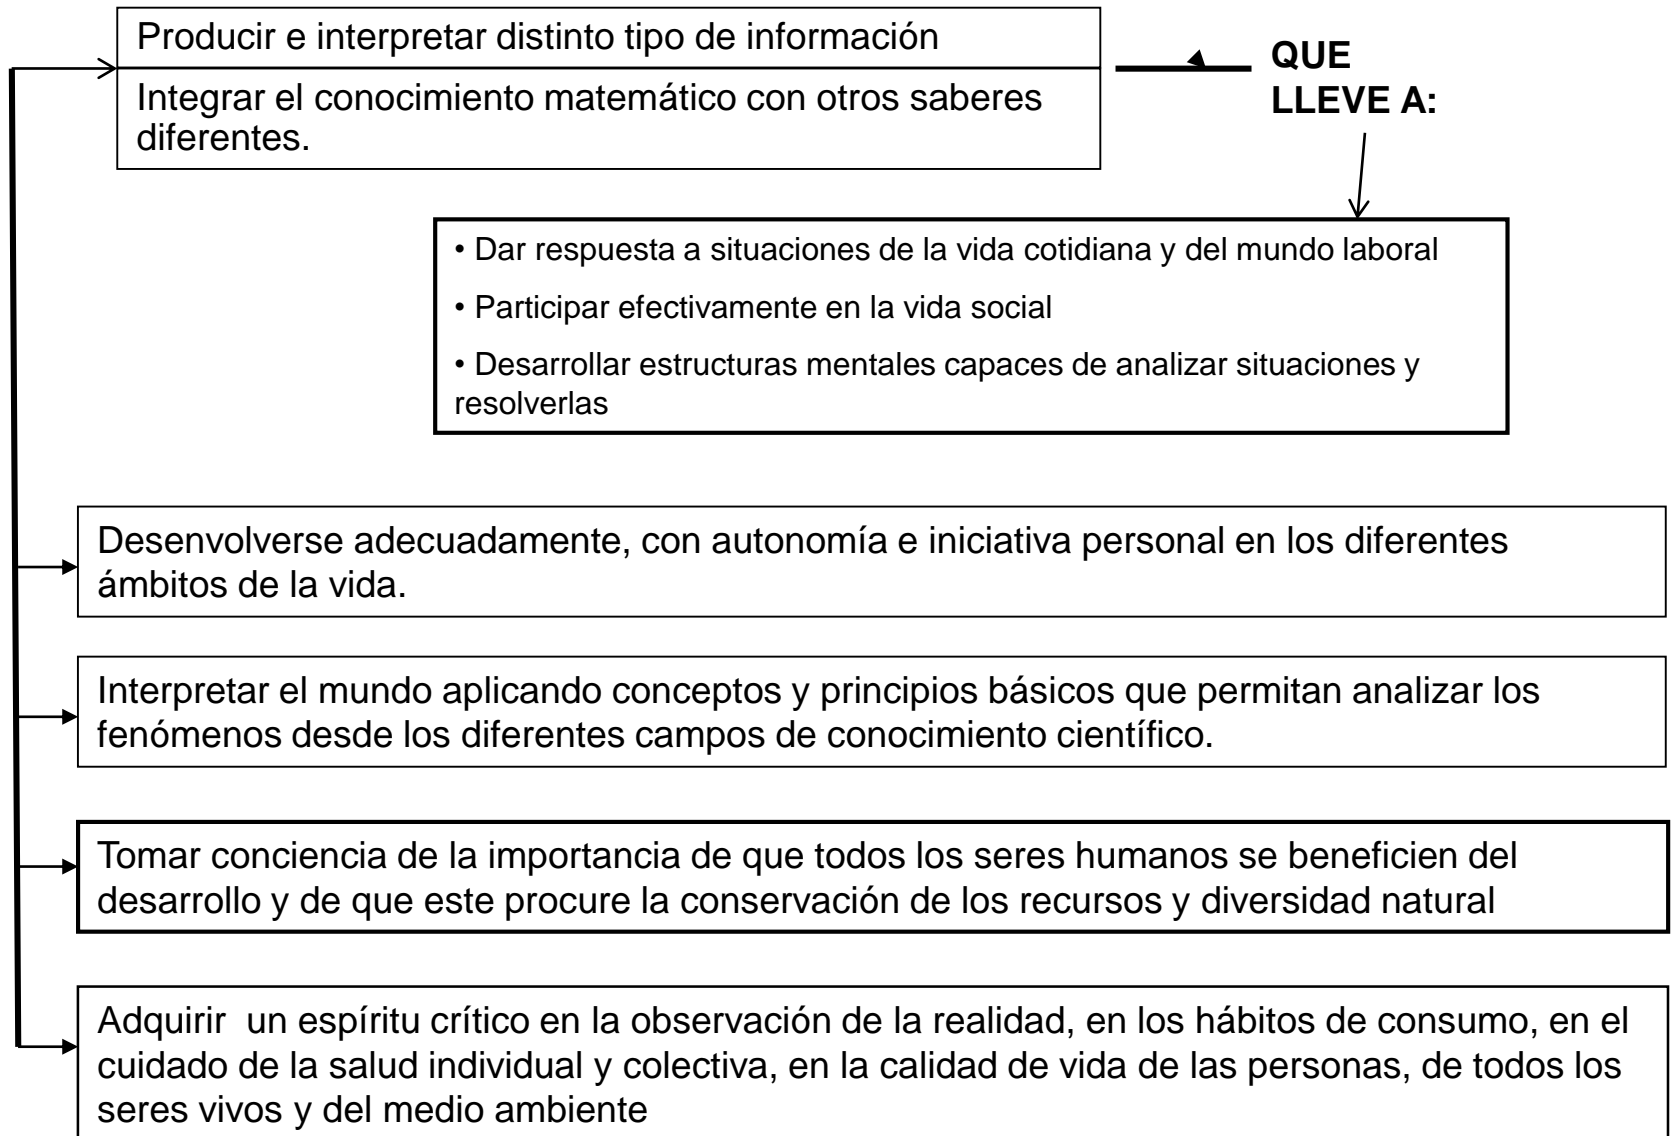 Producir e interpretar distinto tipo de información
Integrar el conocimiento matemático con otros saberes
diferentes.
QUE
LLEVE A:
• Dar respuesta a situaciones de la vida cotidiana y del mundo laboral
• Participar efectivamente en la vida social
• Desarrollar estructuras mentales capaces de analizar situaciones y
resolverlas
Desenvolverse adecuadamente, con autonomía e iniciativa personal en los diferentes
ámbitos de la vida.
Interpretar el mundo aplicando conceptos y principios básicos que permitan analizar los
fenómenos desde los diferentes campos de conocimiento científico.
Tomar conciencia de la importancia de que todos los seres humanos se beneficien del
desarrollo y de que este procure la conservación de los recursos y diversidad natural
Adquirir  un espíritu crítico en la observación de la realidad, en los hábitos de consumo, en el
cuidado de la salud individual y colectiva, en la calidad de vida de las personas, de todos los
seres vivos y del medio ambiente